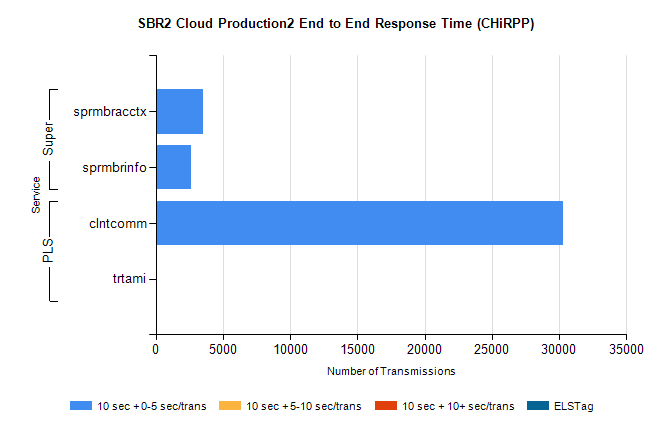 SBR2 Cloud Production2 End to End Response Time (CHiRPP)
Service
Super
sprmbracctx
sprmbrinfo
PLS
clntcomm
trtami
0 5000 10000 15000 20000 25000 30000 35000
Number of Transmissions
10 sec +0-5 sec/trans 10 sec +5-10 sec/trans 10 sec + 10+ sec/trans ELSTag